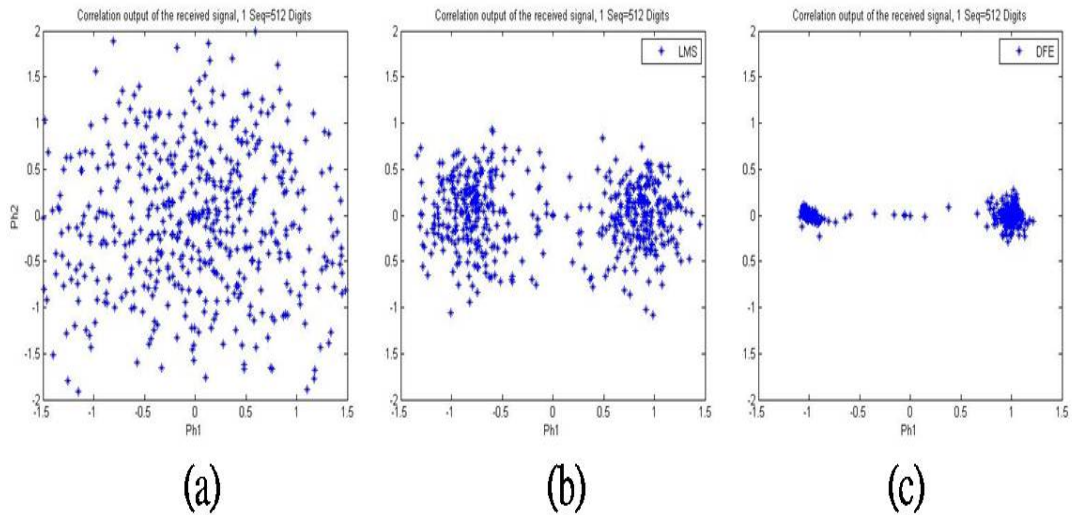 Correlation output of the received signal, 1 Seq=512 Digits
2
1.5
1
0.5
0
-0.5
-1
-1.5
-2
Ph2
-1.5 -1 -0.5 0 0.5 1 1.5
Ph1
(a)
Correlation output of the received signal, 1 Seq=512 Digits
LMS
2
1.5
1
0.5
0
-0.5
-1
-1.5
-2
-1.5 -1 -0.5 0 0.5 1 1.5
Ph1
(b)
Correlation output of the received signal, 1 Seq=512 Digits
DFE
2
1.5
1
0.5
0
-0.5
-1
-1.5
-2
-1.5 -1 -0.5 0 0.5 1 1.5
Ph1
(c)